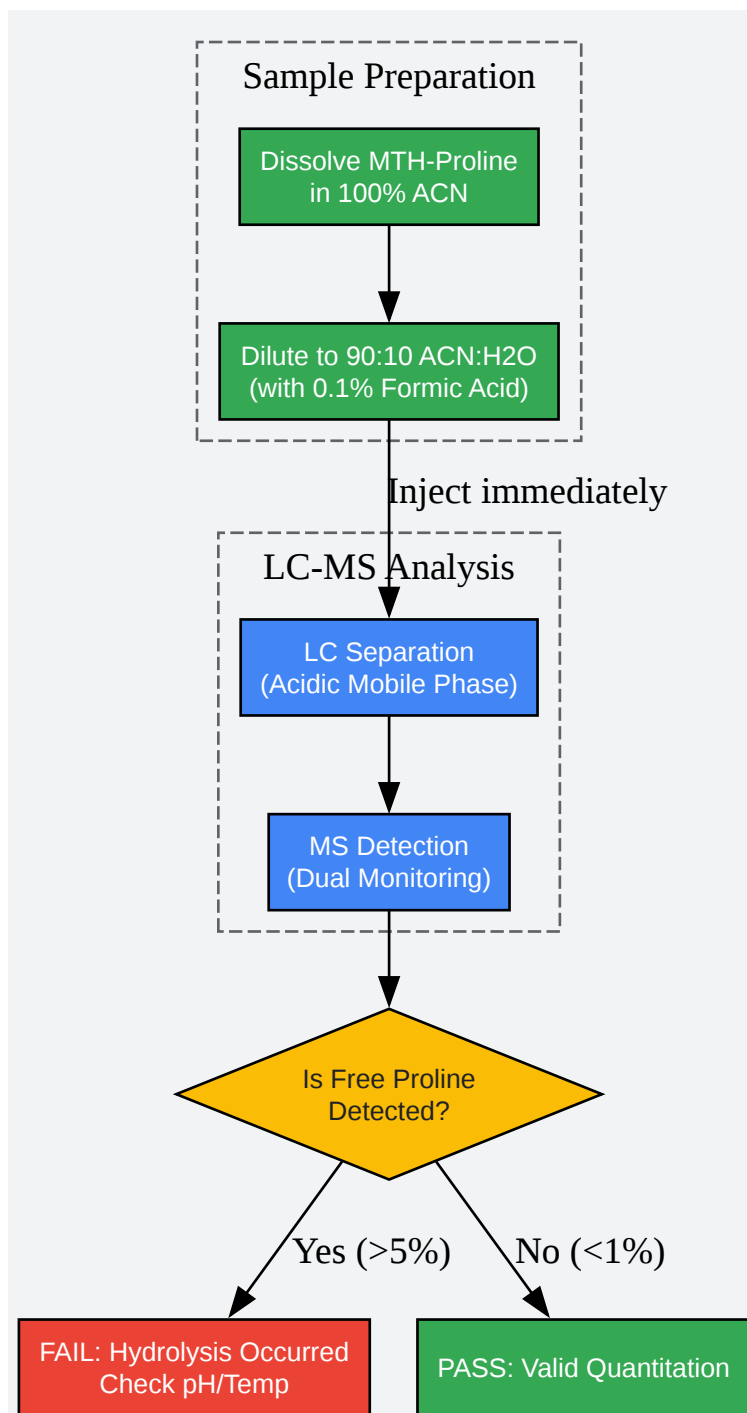 Sample Preparation
Dissolve MTH-Proline
in 100% ACN
Dilute to 90:10 ACN:H2O
(with 0.1% Formic Acid)
Inject immediately
LC-MS Analysis
LC Separation
(Acidic Mobile Phase)
MS Detection
(Dual Monitoring)
Is Free Proline
Detected?
Yes (>5%)
No (<1%)
FAIL: Hydrolysis Occurred
Check pH/Temp
PASS: Valid Quantitation